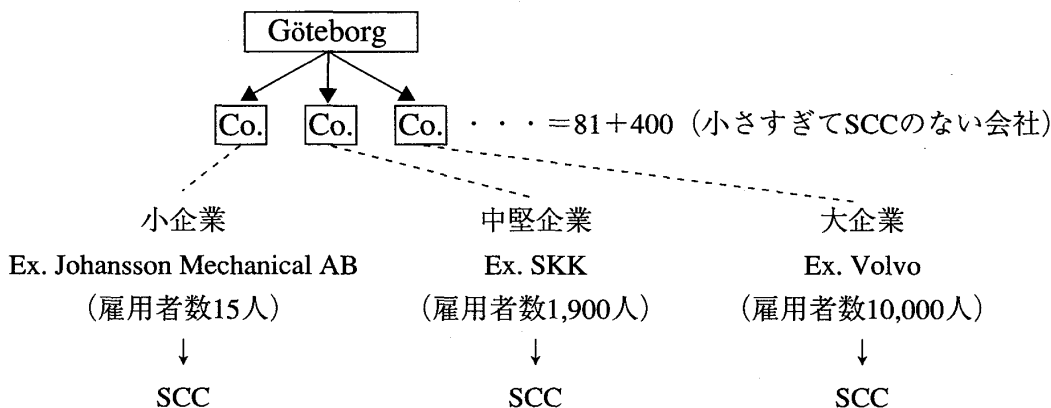 Göteborg
Co. Co. Co. ・・・=81+400（小さすぎてSCCのない会社）
小企業 中堅企業 大企業
Ex. Johansson Mechanical AB Ex. SKK Ex. Volvo
（雇用者数15人） （雇用者数1,900人） （雇用者数10,000人）
↓ ↓ ↓
SCC SCC SCC